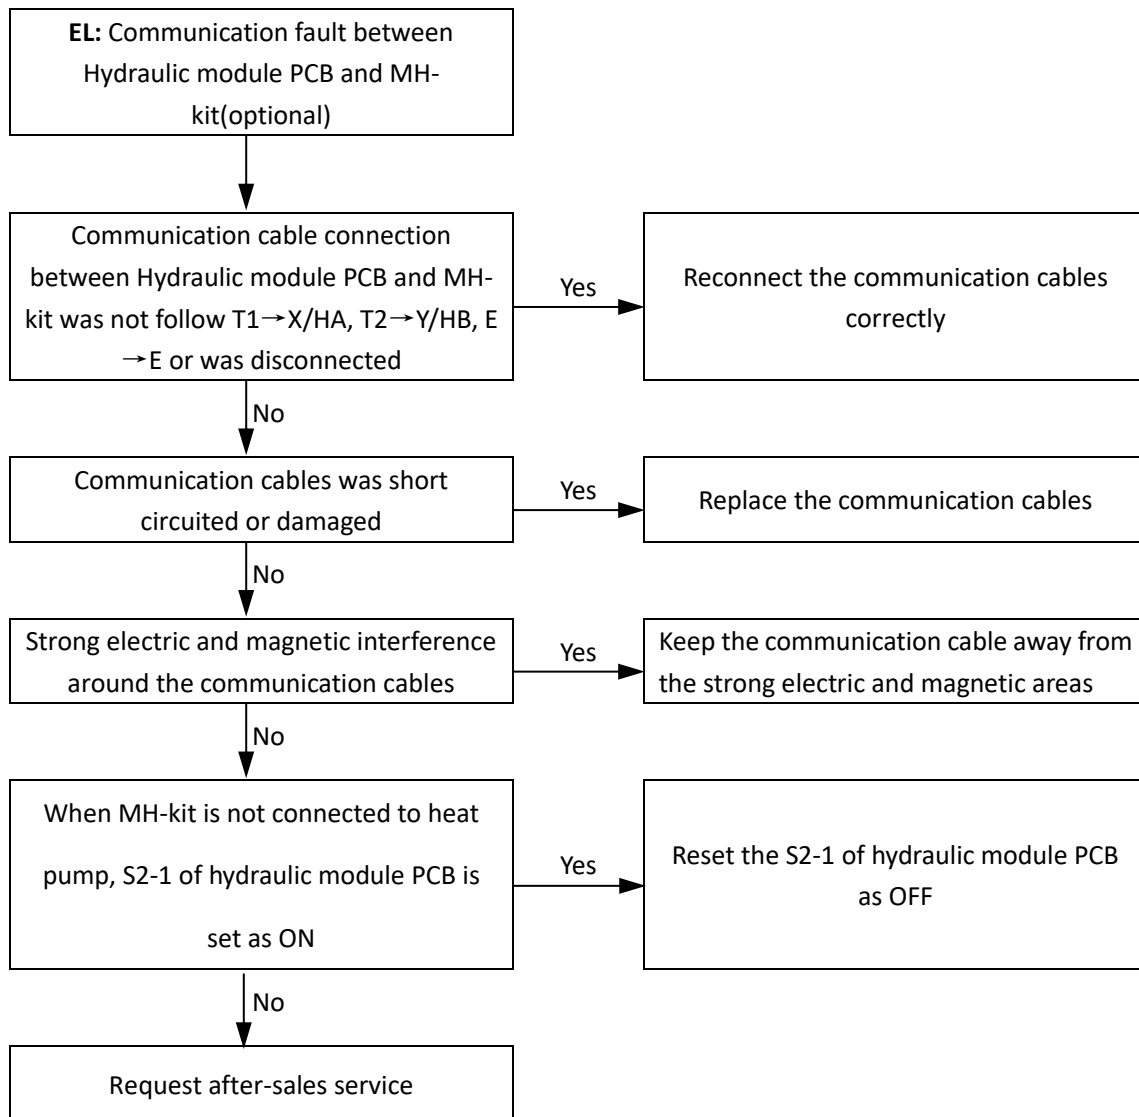 EL: Communication fault between
Hydraulic module PCB and MH-
kit(optional)
Communication cable connection
between Hydraulic module PCB and MH-
kit was not follow T1→X/HA, T2→Y/HB, E
→E or was disconnected
Yes
Reconnect the communication cables
correctly
No
Communication cables was short
circuited or damaged
Yes
Replace the communication cables
No
Strong electric and magnetic interference
around the communication cables
Yes
Keep the communication cable away from
the strong electric and magnetic areas
No
When MH-kit is not connected to heat
pump, S2-1 of hydraulic module PCB is
set as ON
Yes
Reset the S2-1 of hydraulic module PCB
as OFF
No
Request after-sales service